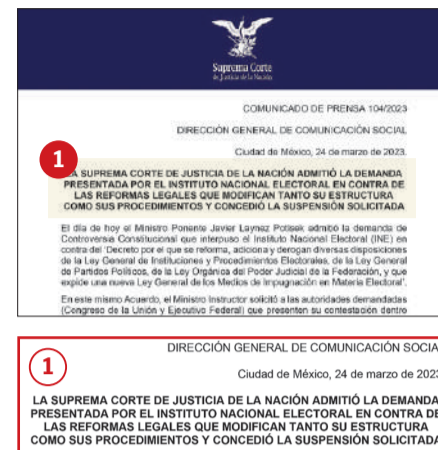 Suprema Corte
de Justicia de la Nación
COMUNICADO DE PRENSA 104/2023
DIRECCIÓN GENERAL DE COMUNICACIÓN SOCIAL
Ciudad de México, 24 de marzo de 2023.
1
LA SUPREMA CORTE DE JUSTICIA DE LA NACIÓN ADMITIÓ LA DEMANDA
PRESENTADA POR EL INSTITUTO NACIONAL ELECTORAL EN CONTRA DE
LAS REFORMAS LEGALES QUE MODIFICAN TANTO SU ESTRUCTURA
COMO SUS PROCEDIMIENTOS Y CONCEDIÓ LA SUSPENSIÓN SOLICITADA
El día de hoy el Ministro Ponente Javier Laynez Potisek admitió la demanda de
Controversia Constitucional que interpuso el Instituto Nacional Electoral (INE) en
contra del 'Decreto por el que se reforma, adiciona y derogan diversas disposiciones
de la Ley General de Instituciones y Procedimientos Electorales, de la Ley General
de Partidos Políticos, de la Ley Orgánica del Poder Judicial de la Federación, y que
expide una nueva Ley General de los Medios de Impugnación en Materia Electoral'.
En este mismo Acuerdo, el Ministro Instructor solicitó a las autoridades demandadas
(Congreso de la Unión y Ejecutivo Federal) que presenten su contestación dentro
DIRECCIÓN GENERAL DE COMUNICACIÓN SOCIA
1
Ciudad de México, 24 de marzo de 2023
LA SUPREMA CORTE DE JUSTICIA DE LA NACIÓN ADMITIÓ LA DEMANDA
PRESENTADA POR EL INSTITUTO NACIONAL ELECTORAL EN CONTRA DE
LAS REFORMAS LEGALES QUE MODIFICAN TANTO SU ESTRUCTURA
COMO SUS PROCEDIMIENTOS Y CONCEDIÓ LA SUSPENSIÓN SOLICITADA